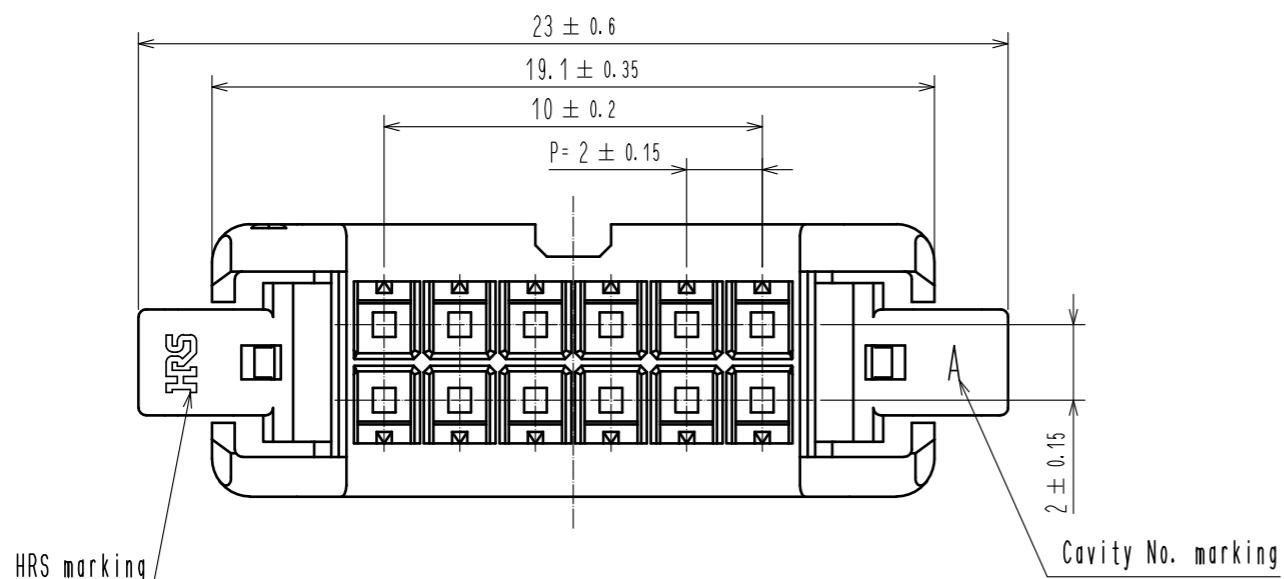 23 ± 0.6
19.1 ± 0.35
10 ± 0.2
P= 2 ± 0.15
HRS
A
2 ± 0.15
HRS marking
Cavity No. marking